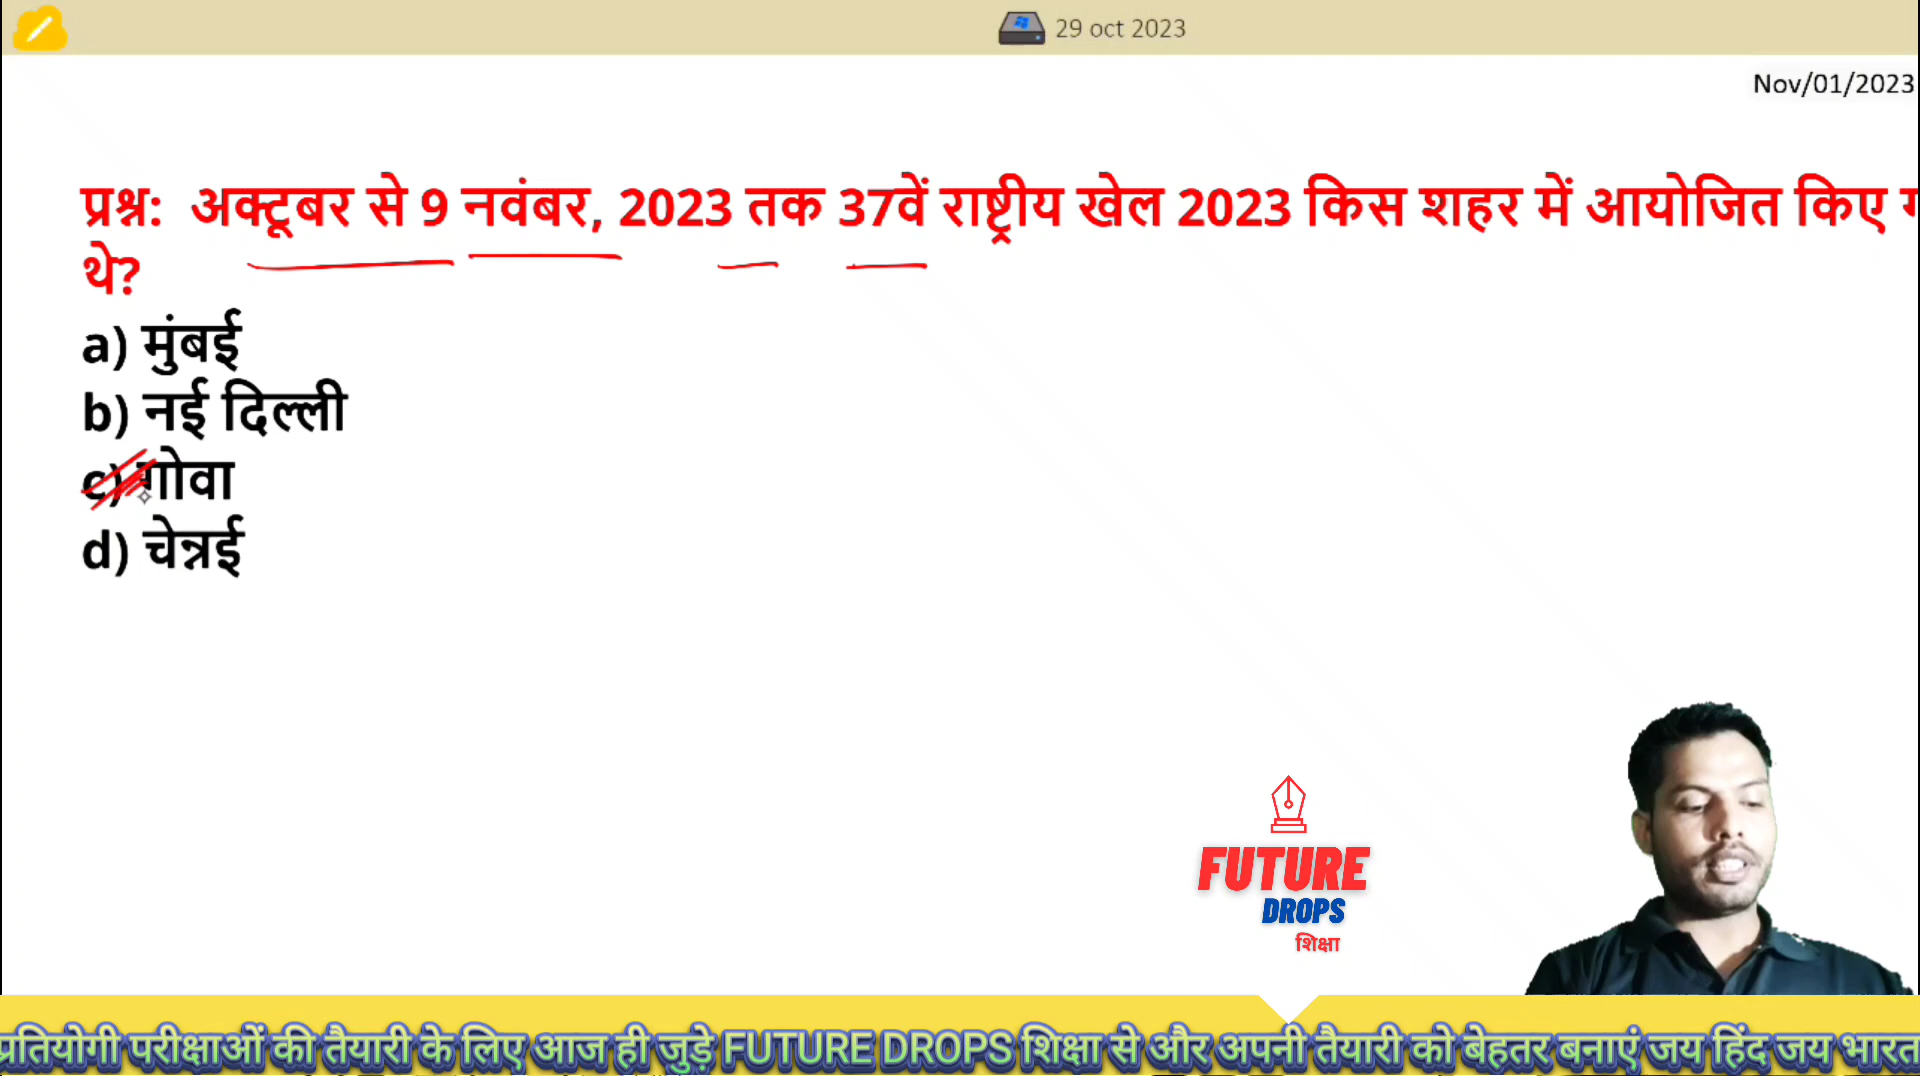 29 oct 2023
Nov/01/2023
प्रश्न: अक्टूबर से 9 नवंबर, 2023 तक 37वें राष्ट्रीय खेल 2023 किस शहर में आयोजित किए
थे?
a) मुंबई
b) नई दिल्ली
c) गोवा
d) चेन्नई
FUTURE
DROPS
शिक्षा
प्रतियोगी परीक्षाओं की तैयारी के लिए आज ही जुड़े FUTURE DROPS शिक्षा से और अपनी तैयारी को बेहतर बनाएं जय हिंद जय भारत